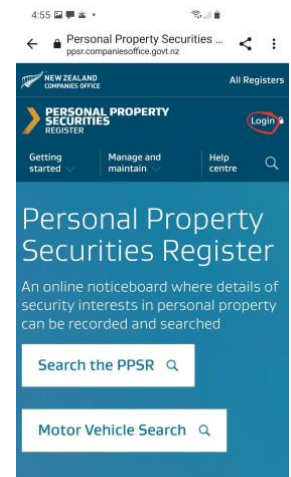 4:55
Personal Property Securities ...
ppsr.companiesoffice.govt.nz
NEW ZEALAND
COMPANIES OFFICE
All Registers
PERSONAL PROPERTY
SECURITIES
REGISTER
Login
Getting
started
Manage and
maintain
Help
centre
Personal Property
Securities Register
An online noticeboard where details of
security interests in personal property
can be recorded and searched
Search the PPSR
Motor Vehicle Search